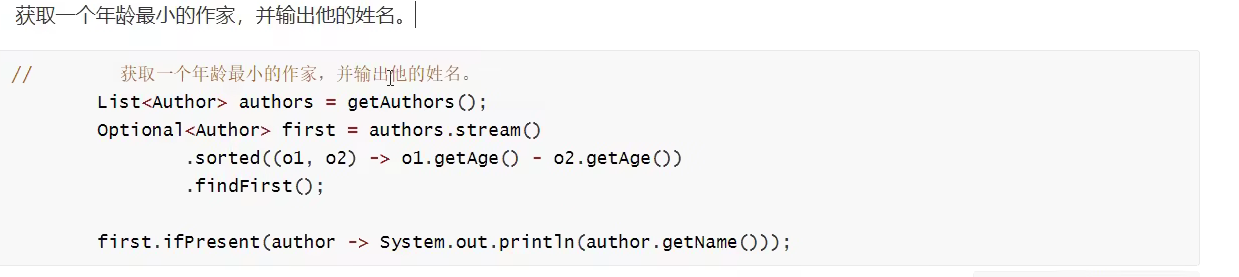 获取一个年龄最小的作家，并输出他的姓名。
//        获取一个年龄最小的作家，并输出他的姓名。
        List<Author> authors = getAuthors();
        Optional<Author> first = authors.stream()
                .sorted((o1, o2) -> o1.getAge() - o2.getAge())
                .findFirst();
        first.ifPresent(author -> System.out.println(author.getName()));